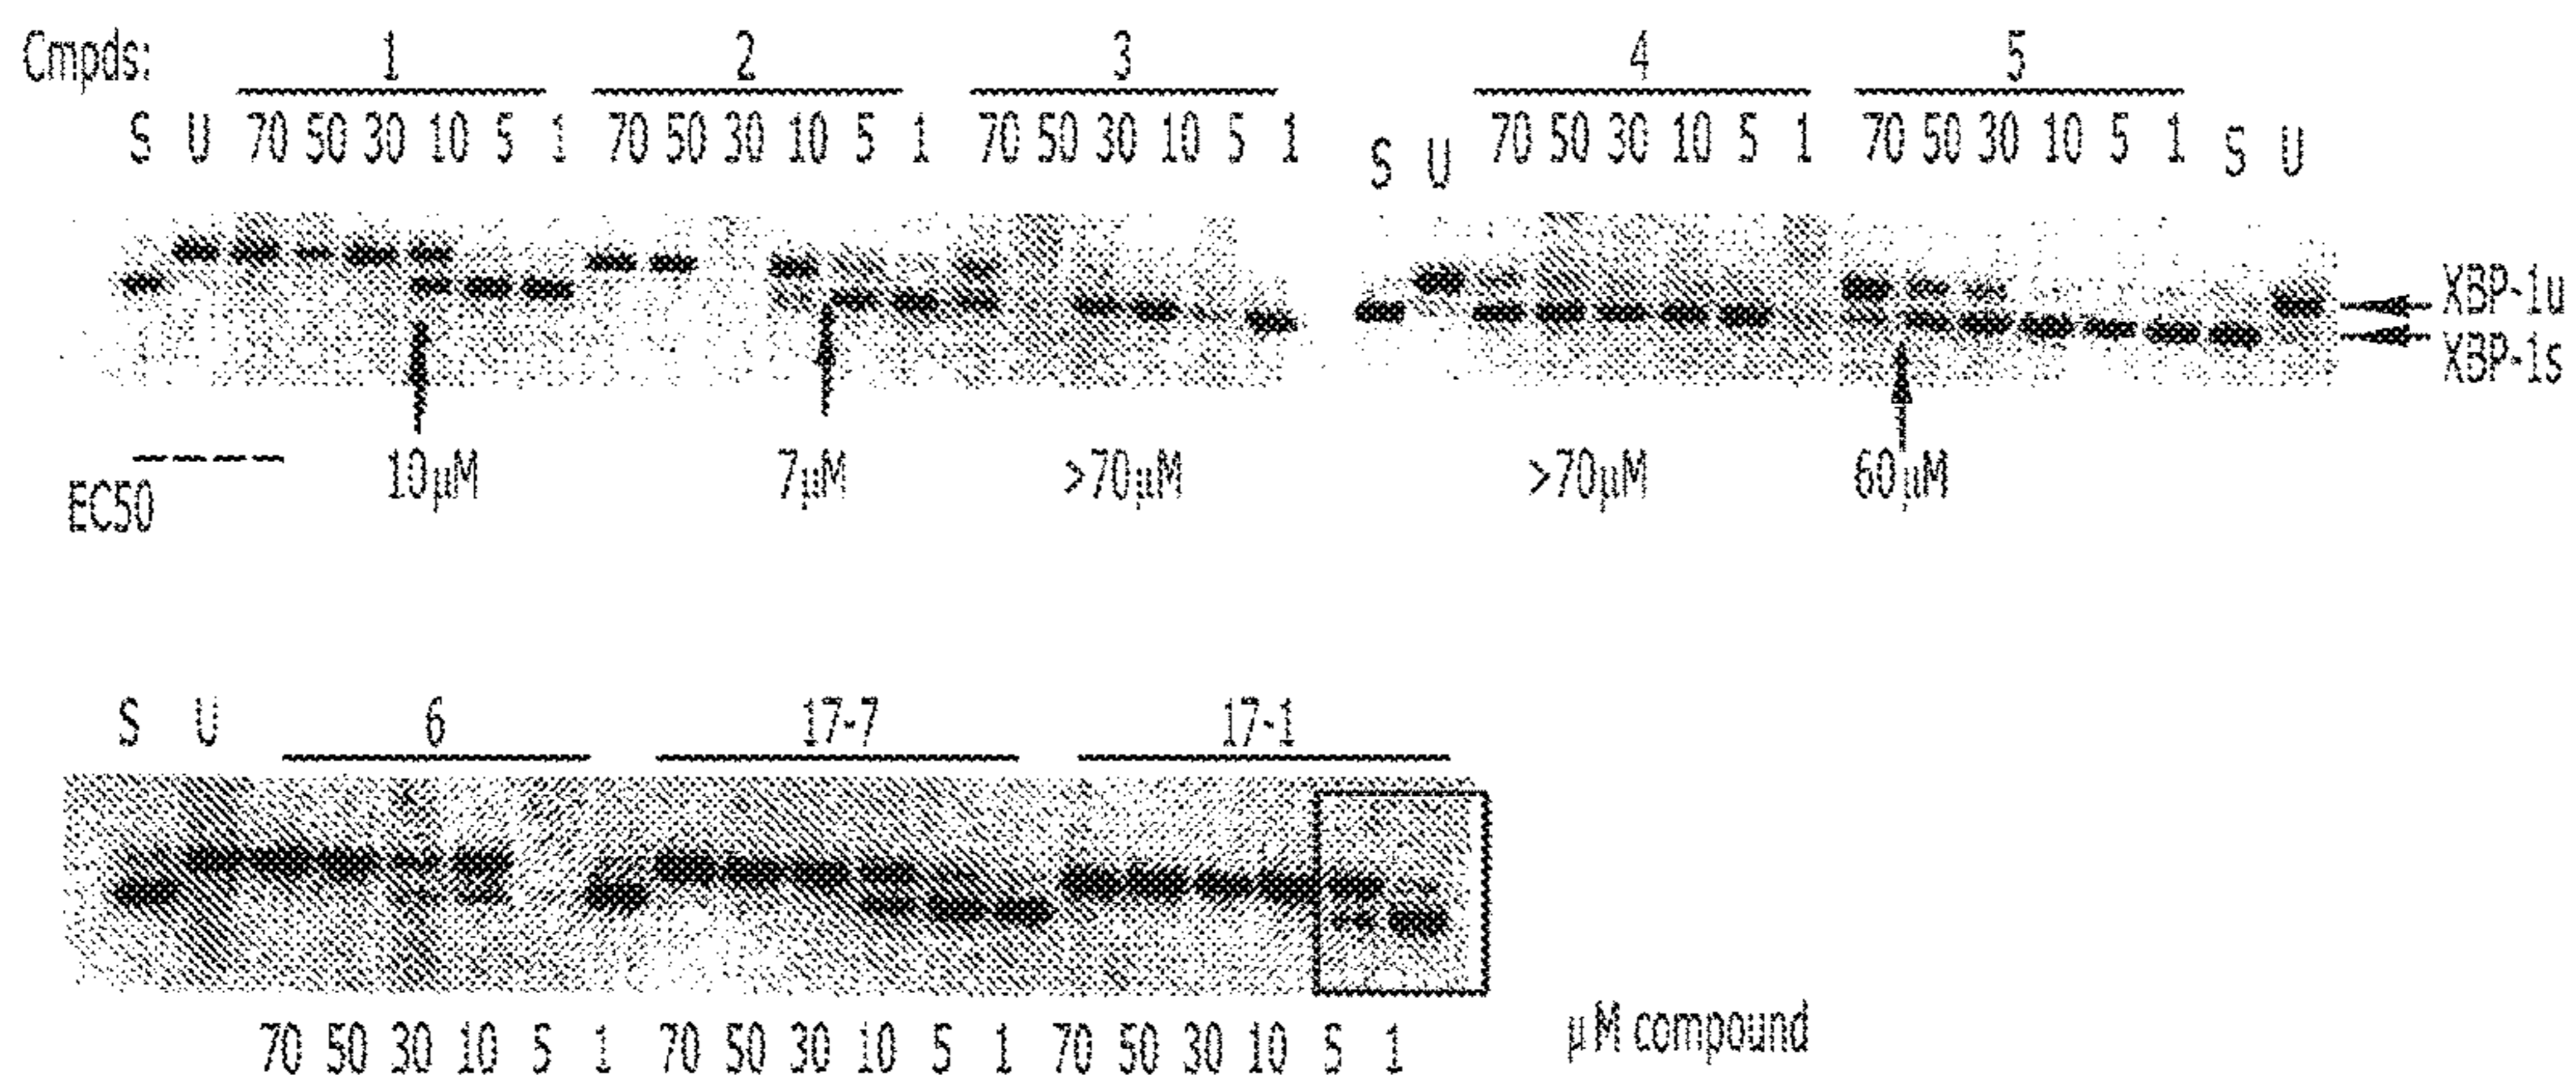 Cmpds: 1 2 3 4 5
S U 70 50 30 10 5 1 70 50 30 10 5 1 70 50 30 10 5 1 S U 70 50 30 10 5 1 70 50 30 10 5 1 S U
XBP-1u
XBP-1s
EC50 10μM 7μM >70μM >70μM 60μM
S U 6 17-7 17-1
70 50 30 10 5 1 70 50 30 10 5 1 70 50 30 10 5 1 μM compound